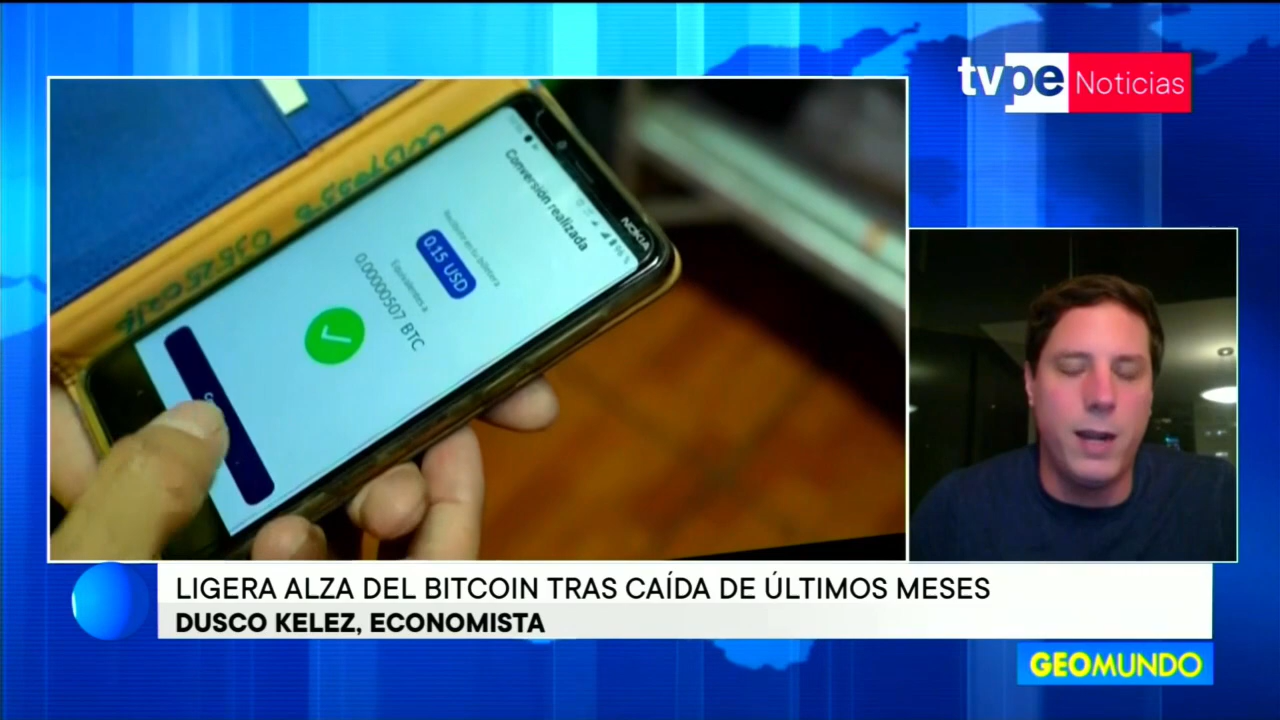 tvpe Noticias
Conversión realizada
0.15 USD
Equivalentes a
0.00000507 BTC
NOKIA
LIGERA ALZA DEL BITCOIN TRAS CAÍDA DE ÚLTIMOS MESES
DUSCO KELEZ, ECONOMISTA
GEOMUNDO